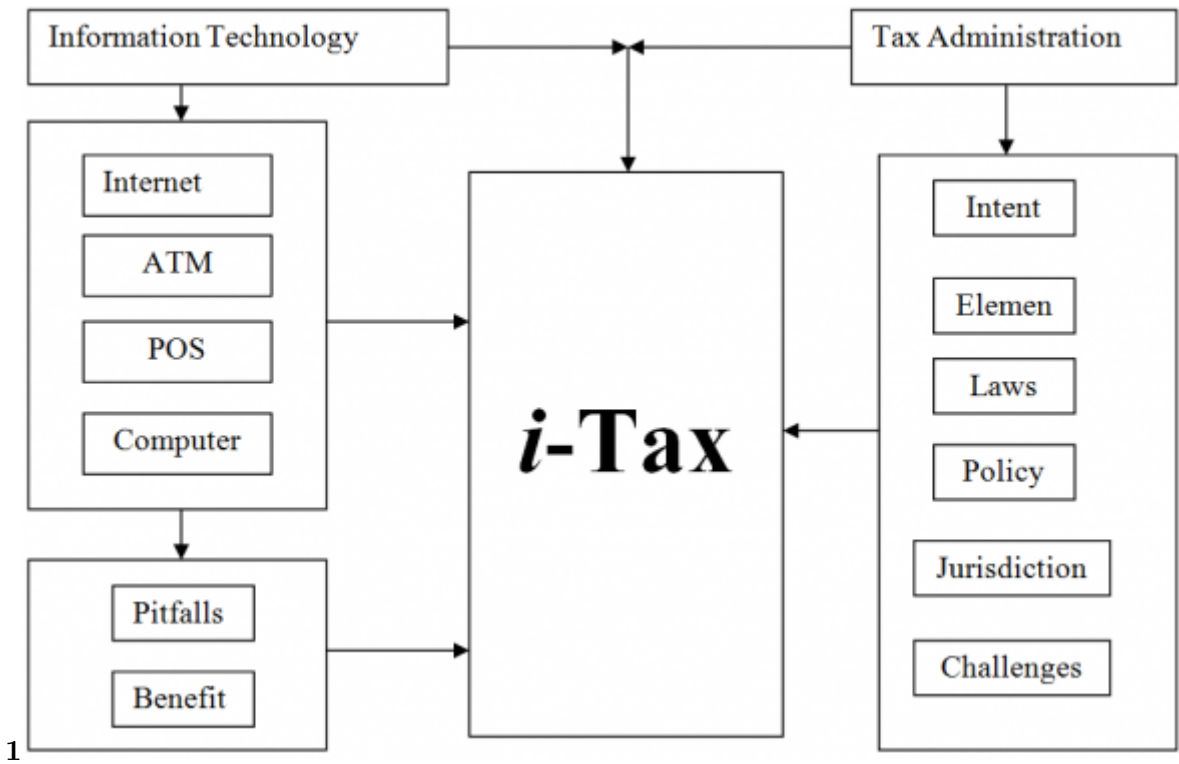 Information Technology
Tax Administration
Internet
ATM
POS
Computer
Pitfalls
Benefit
i-Tax
Intent
Elemen
Laws
Policy
Jurisdiction
Challenges
1